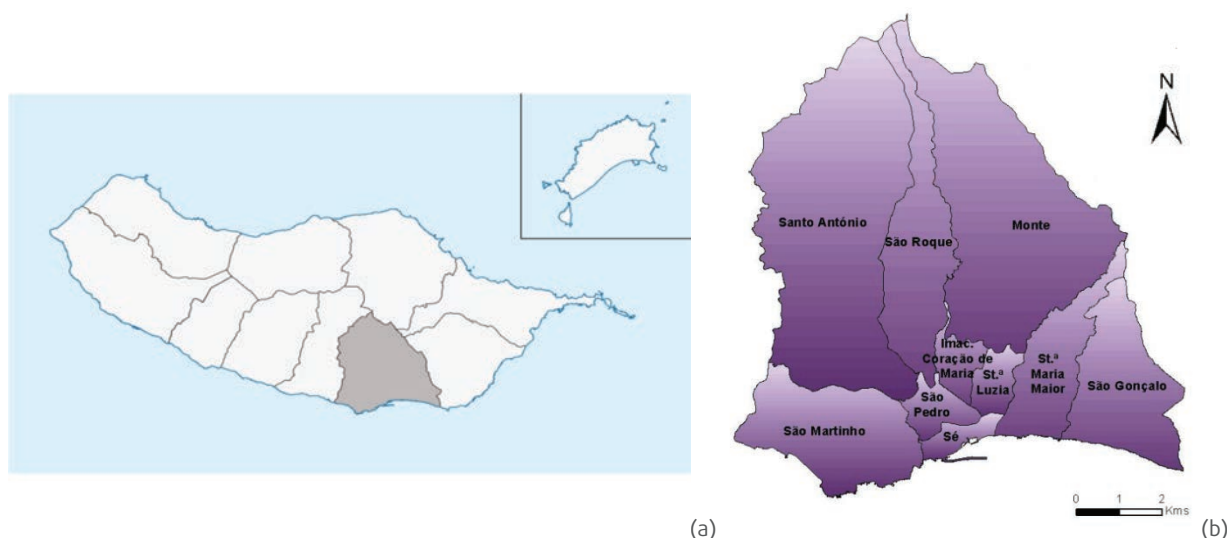 N
Santo António
São Roque
Monte
Imac.
Coração de
Maria
St.ª
Luzia
St.ª
Maria
Maior
São Gonçalo
São
Pedro
São Martinho
Sé
0 1 2
Kms
(a)
(b)